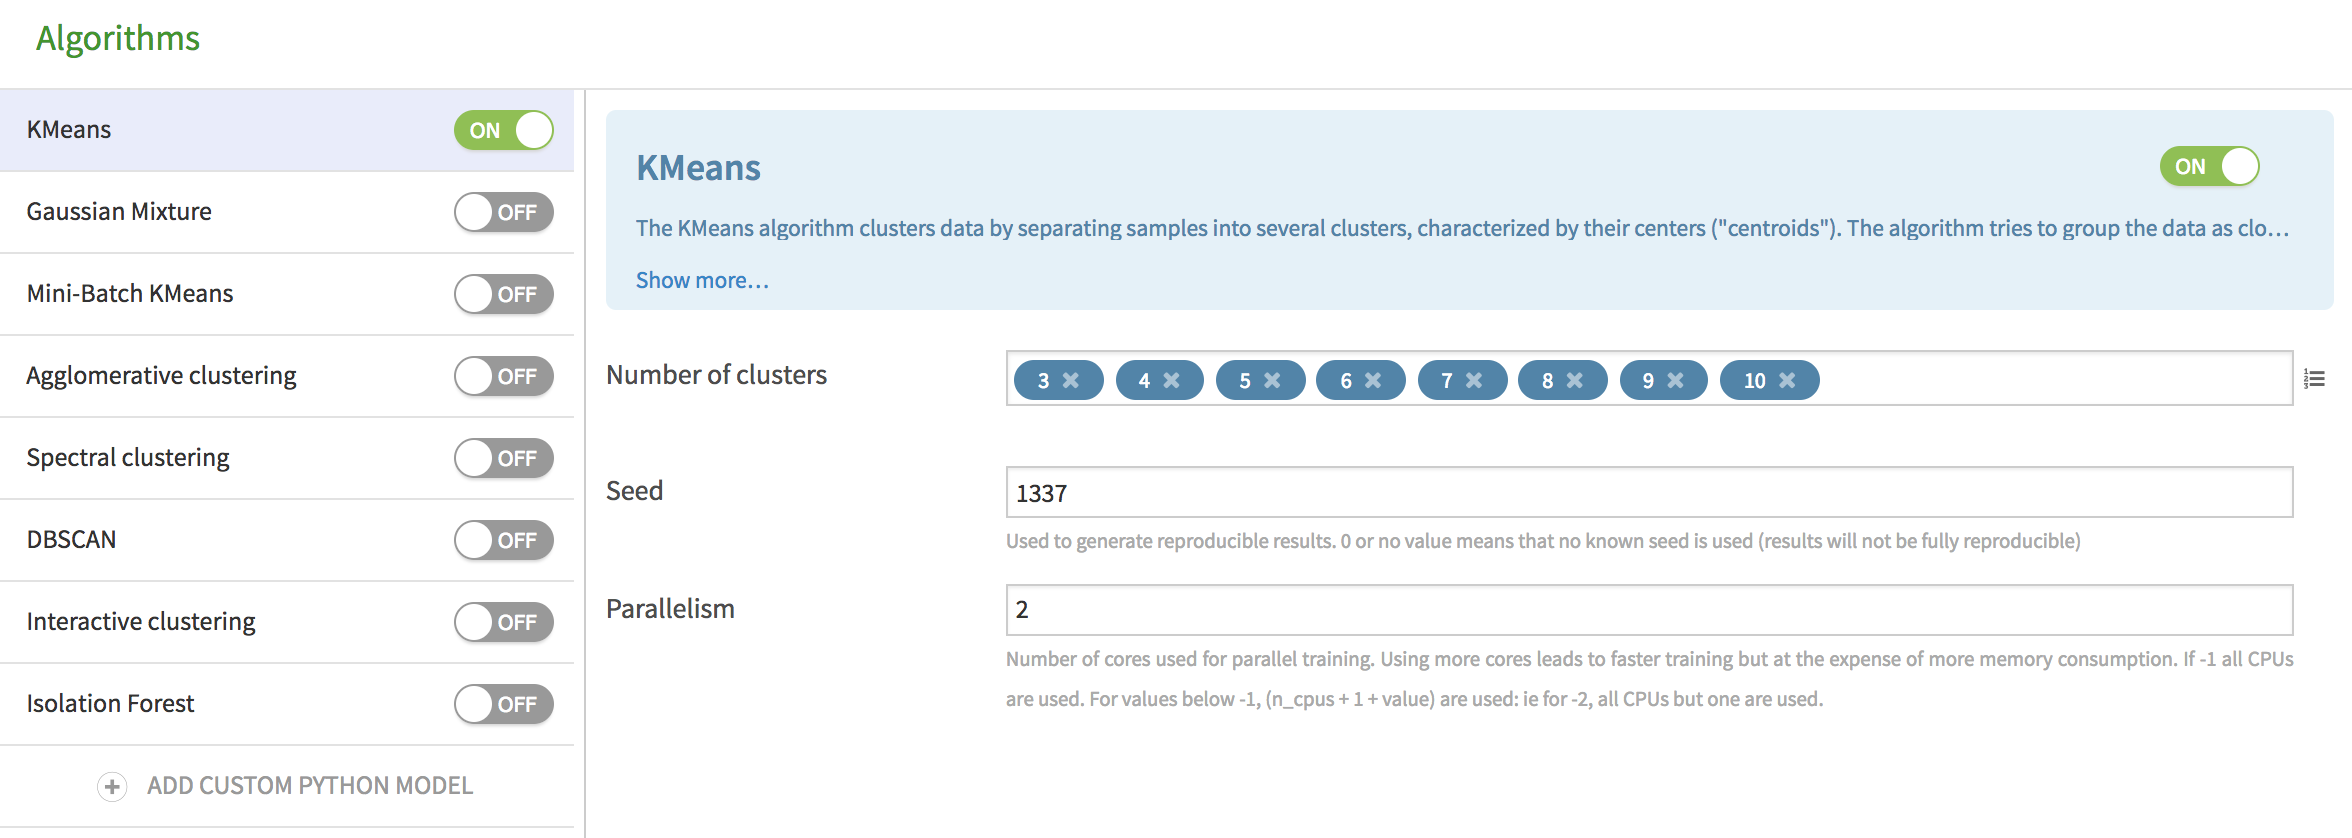 Algorithms
KMeans ON
Gaussian Mixture OFF
Mini-Batch KMeans OFF
Agglomerative clustering OFF
Spectral clustering OFF
DBSCAN OFF
Interactive clustering OFF
Isolation Forest OFF
ADD CUSTOM PYTHON MODEL
KMeans ON
The KMeans algorithm clusters data by separating samples into several clusters, characterized by their centers ("centroids"). The algorithm tries to group the data as clo...
Show more...
Number of clusters 3 4 5 6 7 8 9 10
Seed 1337
Used to generate reproducible results. 0 or no value means that no known seed is used (results will not be fully reproducible)
Parallelism 2
Number of cores used for parallel training. Using more cores leads to faster training but at the expense of more memory consumption. If -1 all CPUs
are used. For values below -1, (n_cpus + 1 + value) are used: ie for -2, all CPUs but one are used.